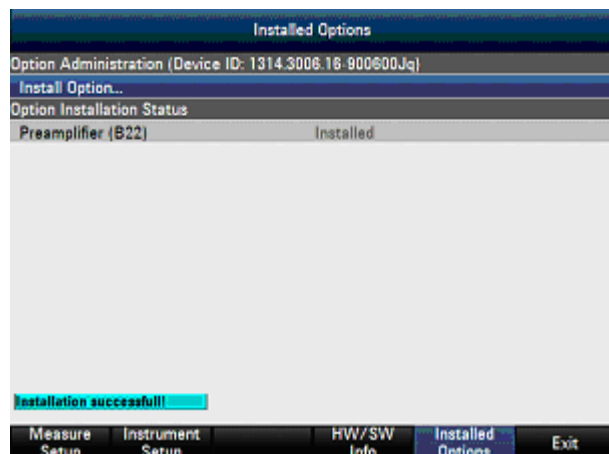 Installed Options
Option Administration (Device ID: 1314.3006.16-900600Jq)
Install Option...
Option Installation Status
Preamplifier (B22) Installed
Installation successfull!
Measure Setup Instrument Setup HW/SW Info Installed Options Exit